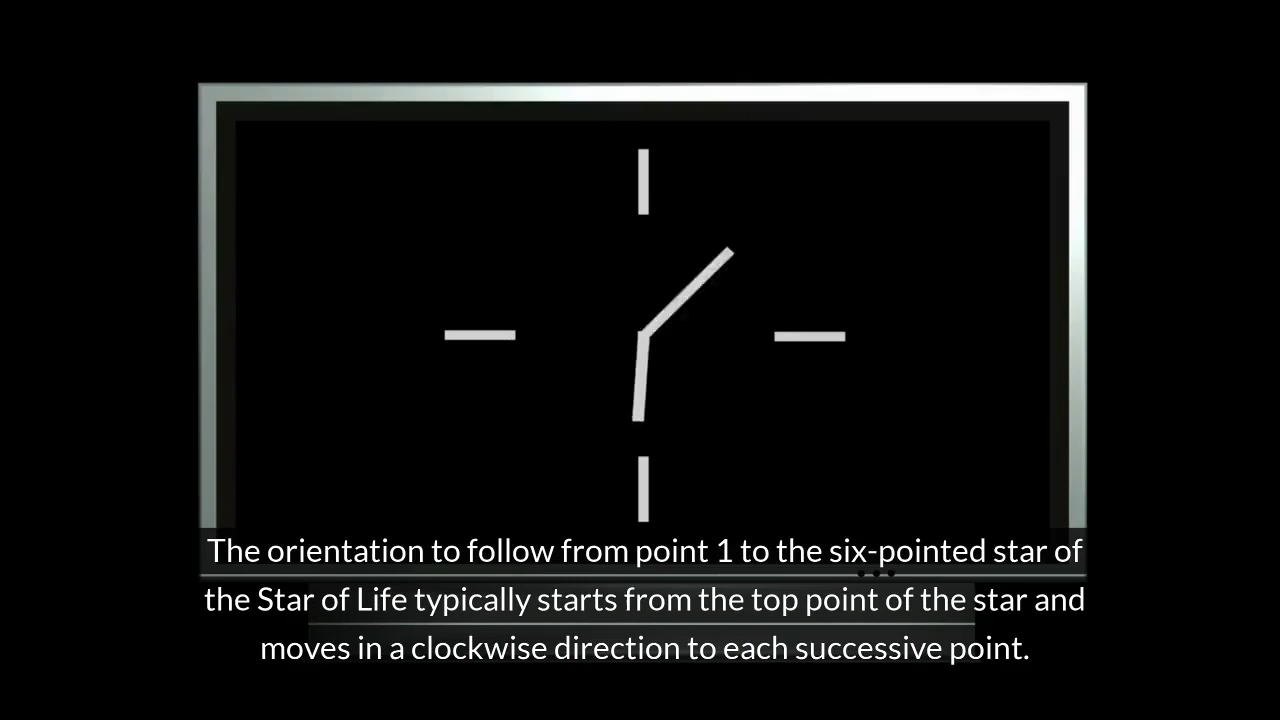 The orientation to follow from point 1 to the six-pointed star of
the Star of Life typically starts from the top point of the star and
moves in a clockwise direction to each successive point.